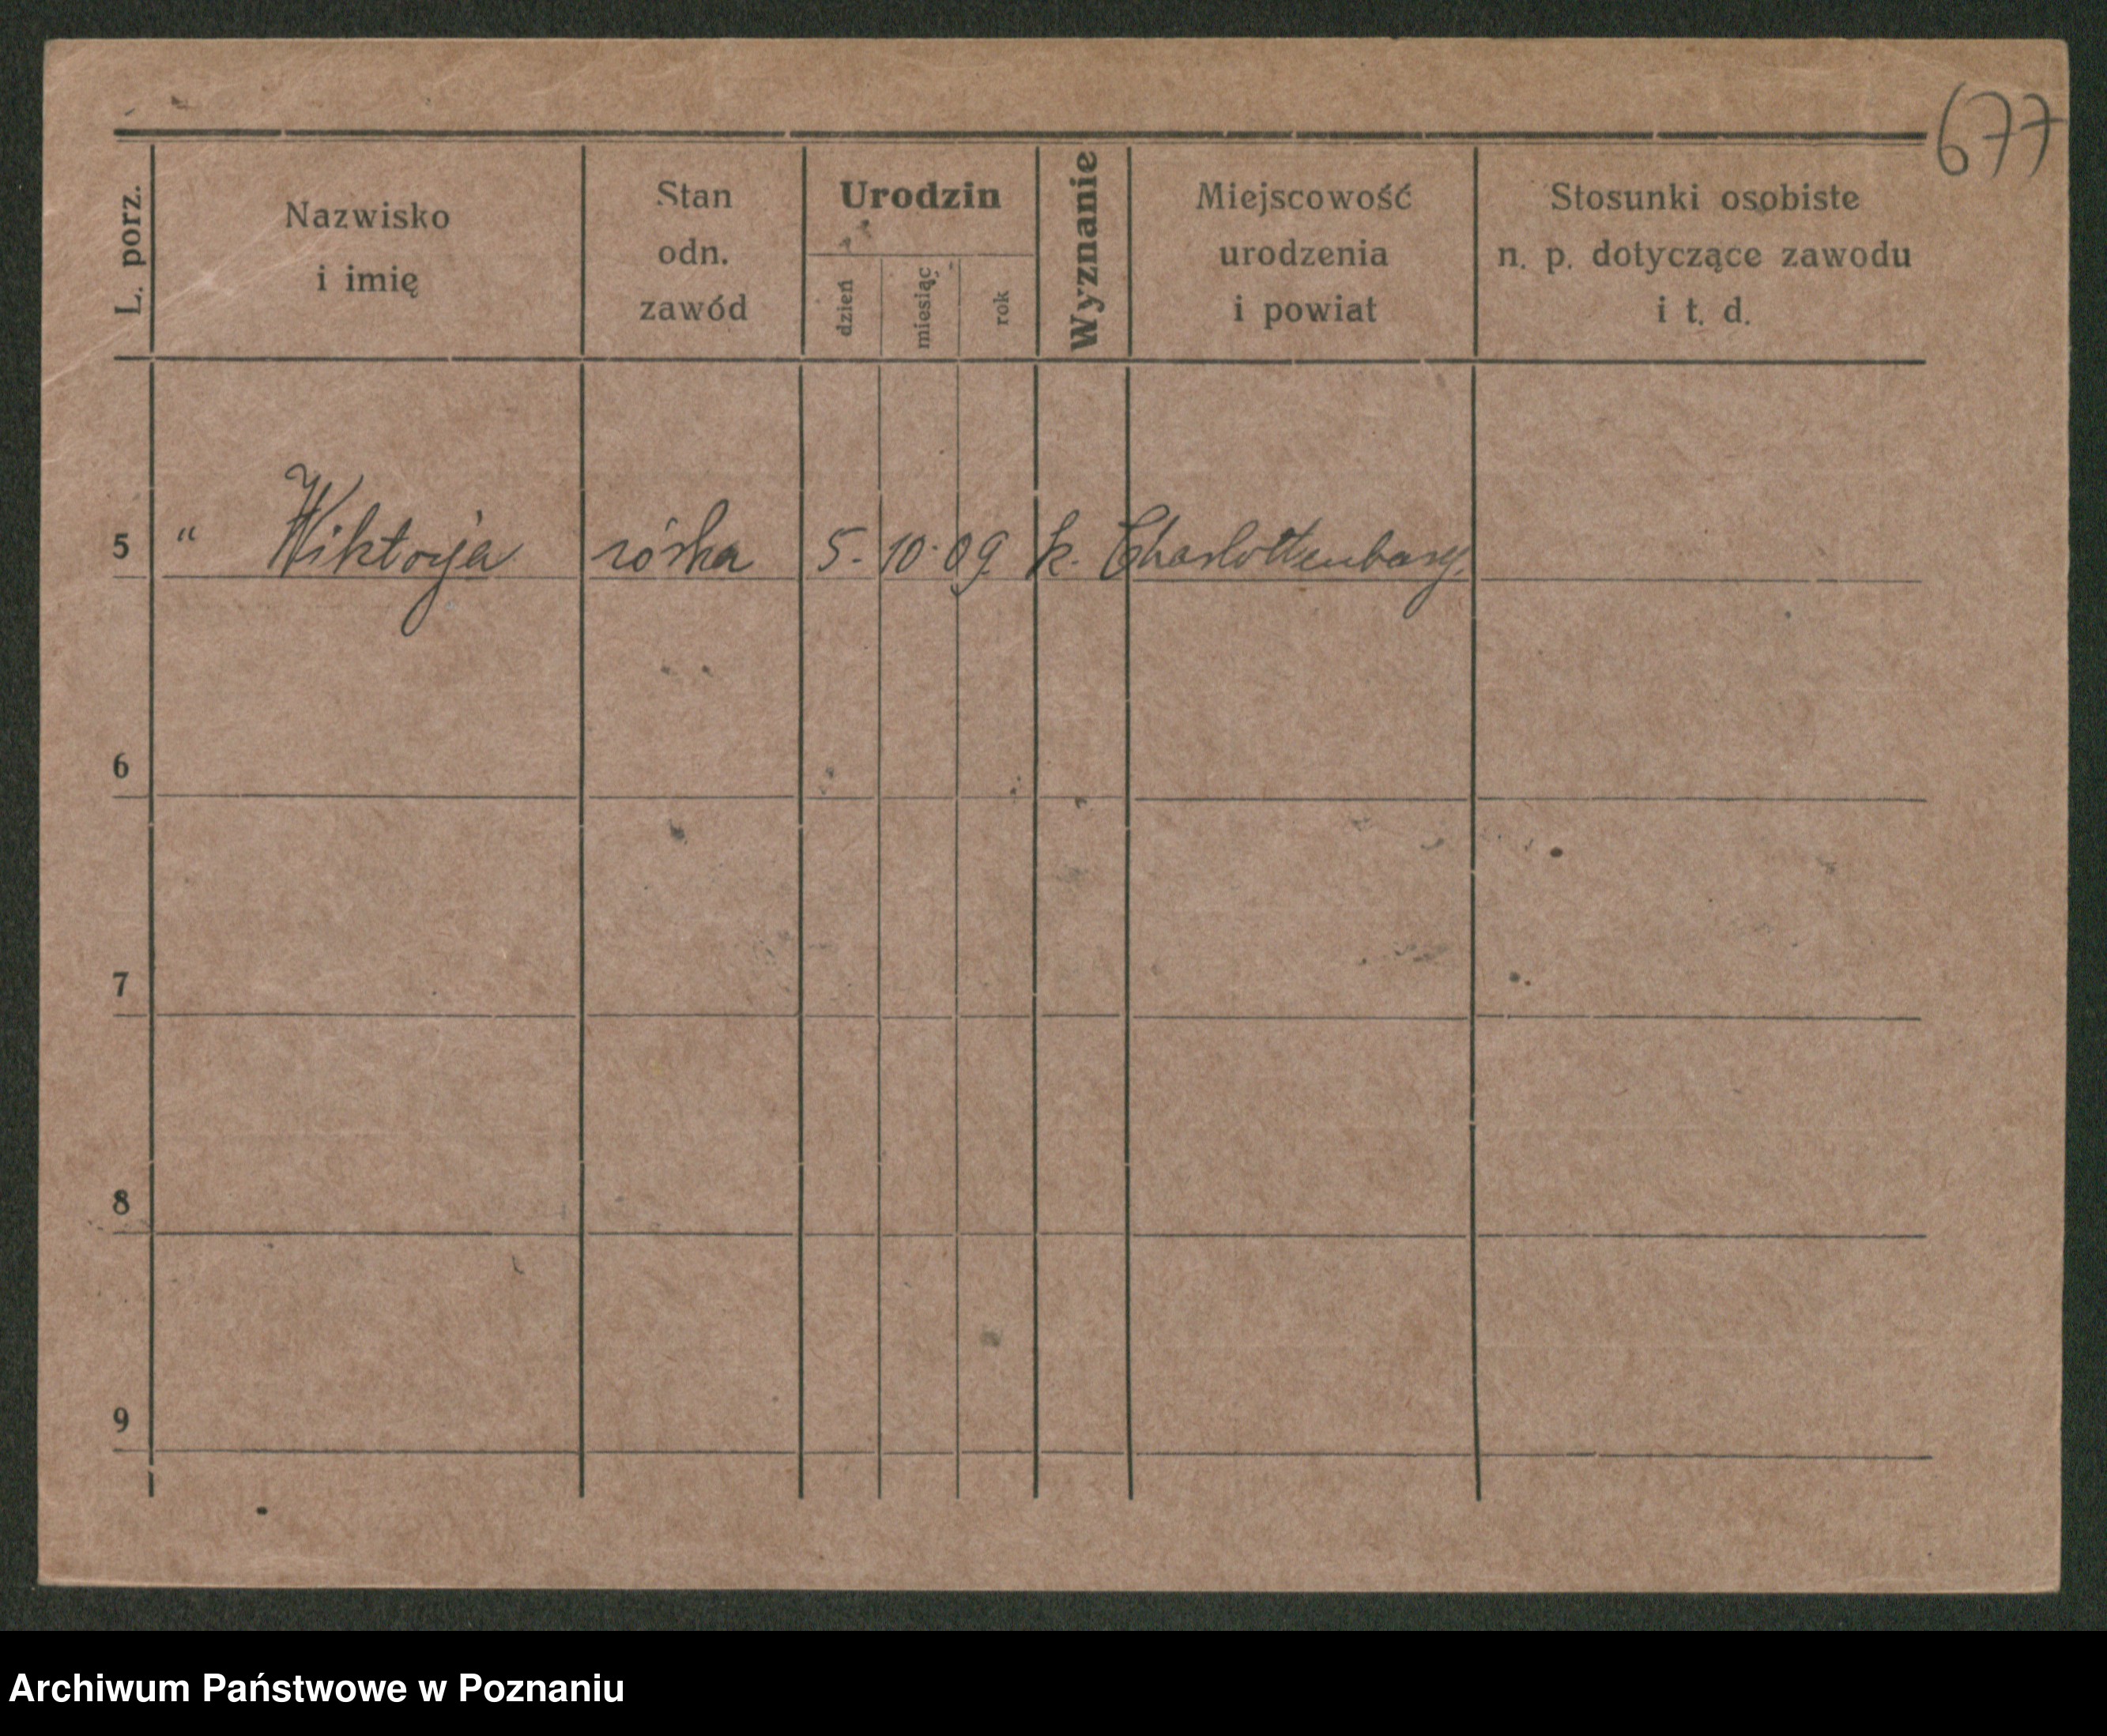 677
L. porz.
Nazwisko
i imię
Stan
odn.
zawód
Urodzin
dzień
miesiąc
rok
Wyznanie
Miejscowość
urodzenia
i powiat
Stosunki osobiste
n. p. dotyczące zawodu
i t. d.
5 " Wiktorja córka 5. 10. 09. k. Charlottenburg.
6
7
8
9
Archiwum Państwowe w Poznaniu